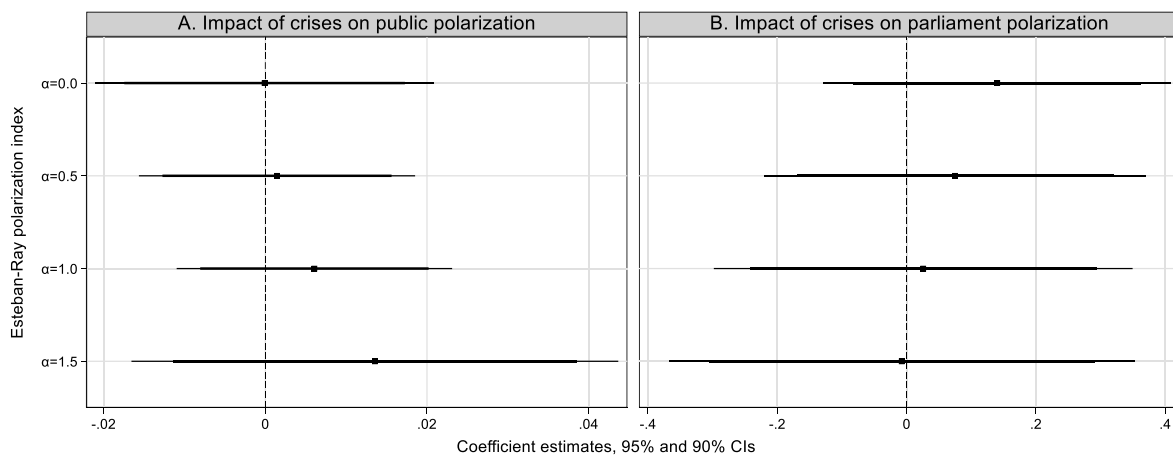 A. Impact of crises on public polarization
B. Impact of crises on parliament polarization
Esteban-Ray polarization index
α=0.0
α=0.5
α=1.0
α=1.5
-.02 0 .02 .04
-.4 -.2 0 .2 .4
Coefficient estimates, 95% and 90% CIs